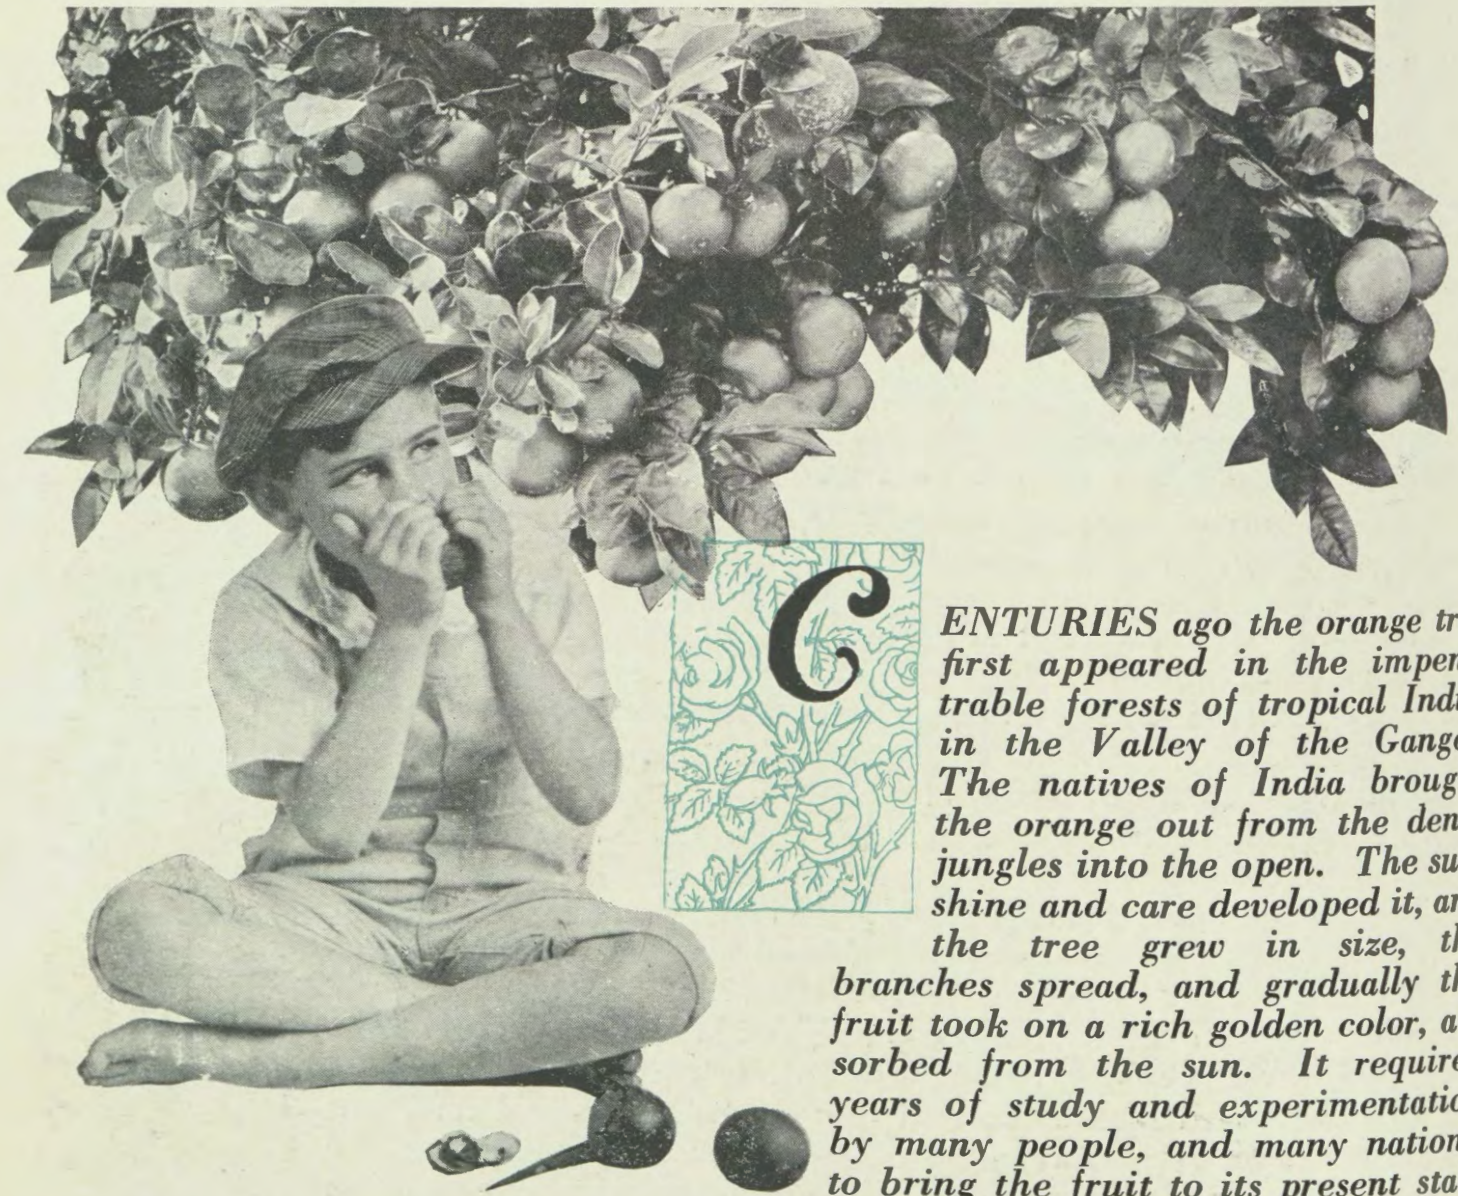 CENTURIES ago the orange tr
first appeared in the impen
trable forests of tropical Indi
in the Valley of the Gange
The natives of India broug
the orange out from the den
jungles into the open. The su
shine and care developed it, an
the tree grew in size, th
branches spread, and gradually th
fruit took on a rich golden color, a
sorbed from the sun. It require
years of study and experimentatio
by many people, and many nation
to bring the fruit to its present sta